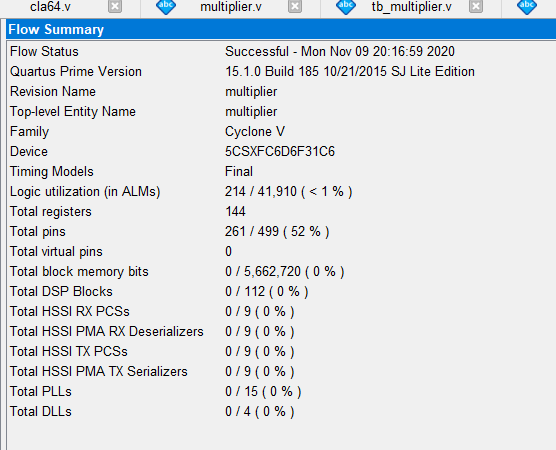 cla64.v abc multiplier.v abc tb_multiplier.v abc
Flow Summary
Flow Status Successful - Mon Nov 09 20:16:59 2020
Quartus Prime Version 15.1.0 Build 185 10/21/2015 SJ Lite Edition
Revision Name multiplier
Top-level Entity Name multiplier
Family Cyclone V
Device 5CSXFC6D6F31C6
Timing Models Final
Logic utilization (in ALMs) 214 / 41,910 ( < 1 % )
Total registers 144
Total pins 261 / 499 ( 52 % )
Total virtual pins 0
Total block memory bits 0 / 5,662,720 ( 0 % )
Total DSP Blocks 0 / 112 ( 0 % )
Total HSSI RX PCSs 0 / 9 ( 0 % )
Total HSSI PMA RX Deserializers 0 / 9 ( 0 % )
Total HSSI TX PCSs 0 / 9 ( 0 % )
Total HSSI PMA TX Serializers 0 / 9 ( 0 % )
Total PLLs 0 / 15 ( 0 % )
Total DLLs 0 / 4 ( 0 % )